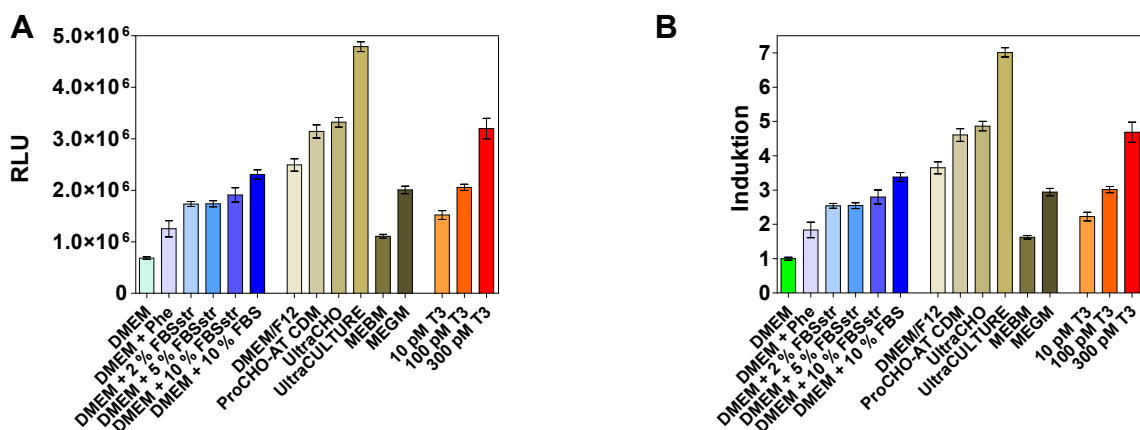 A
RLU
5.0×10⁶
4.0×10⁶
3.0×10⁶
2.0×10⁶
1.0×10⁶
0
DMEM
DMEM + Phe
DMEM + 2 % FBSstr
DMEM + 5 % FBSstr
DMEM + 10 % FBSstr
DMEM + 10 % FBS
DMEM/F12
ProCHO-AT CDM
UltraCHO
UltraCULTURE
MEBM
MEGM
10 pM T3
100 pM T3
300 pM T3
B
Induktion
7
6
5
4
3
2
1
0
DMEM
DMEM + Phe
DMEM + 2 % FBSstr
DMEM + 5 % FBSstr
DMEM + 10 % FBSstr
DMEM + 10 % FBS
DMEM/F12
ProCHO-AT CDM
UltraCHO
UltraCULTURE
MEBM
MEGM
10 pM T3
100 pM T3
300 pM T3